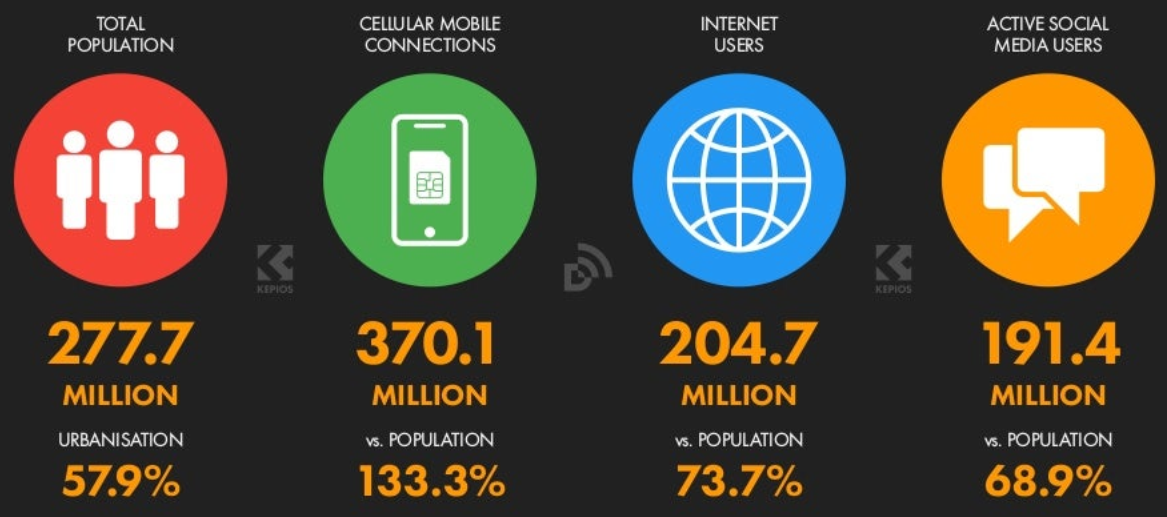 TOTAL
POPULATION
CELLULAR MOBILE
CONNECTIONS
INTERNET
USERS
ACTIVE SOCIAL
MEDIA USERS
KEPIOS
KEPIOS
277.7
MILLION
URBANISATION
57.9%
370.1
MILLION
vs. POPULATION
133.3%
204.7
MILLION
vs. POPULATION
73.7%
191.4
MILLION
vs. POPULATION
68.9%